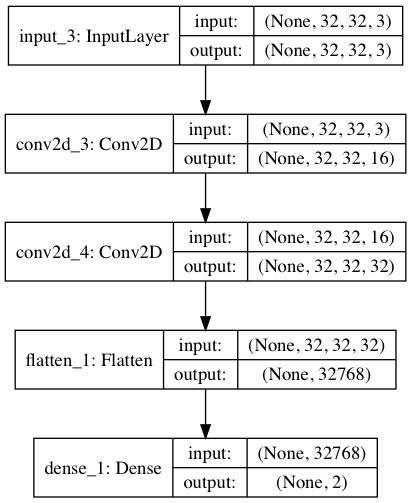 input_3: InputLayer
input: (None, 32, 32, 3)
output: (None, 32, 32, 3)
conv2d_3: Conv2D
input: (None, 32, 32, 3)
output: (None, 32, 32, 16)
conv2d_4: Conv2D
input: (None, 32, 32, 16)
output: (None, 32, 32, 32)
flatten_1: Flatten
input: (None, 32, 32, 32)
output: (None, 32768)
dense_1: Dense
input: (None, 32768)
output: (None, 2)